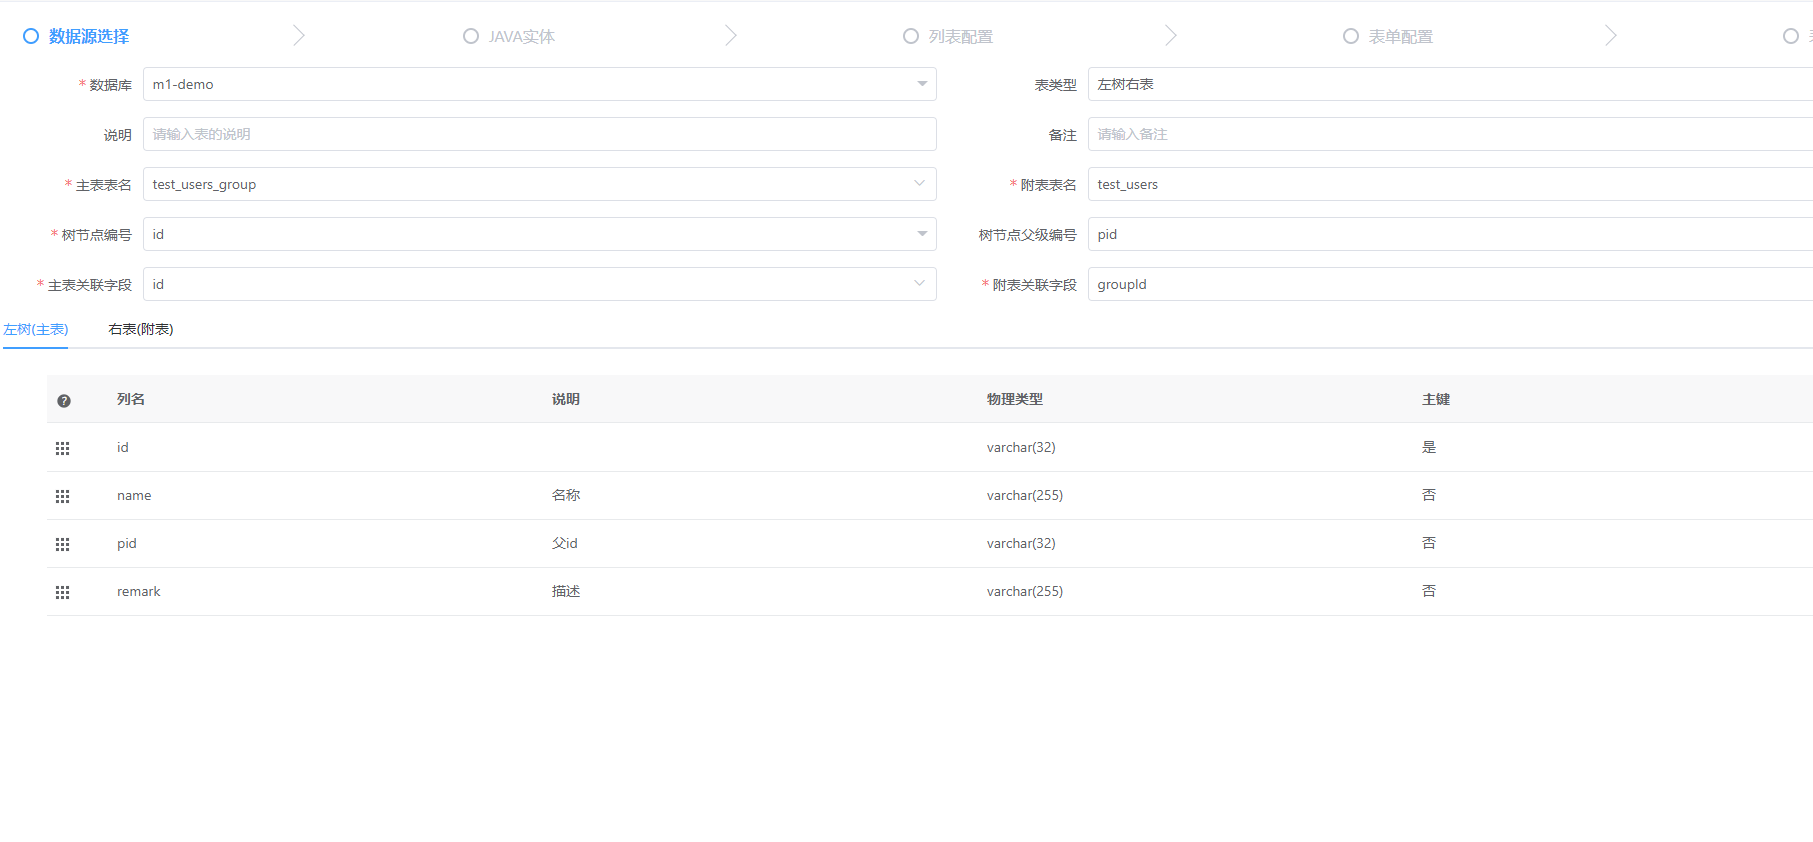 数据源选择 JAVA实体 列表配置 表单配置
* 数据库 m1-demo 表类型 左树右表
说明 请输入表的说明 备注 请输入备注
* 主表表名 test_users_group * 附表表名 test_users
* 树节点编号 id 树节点父级编号 pid
* 主表关联字段 id * 附表关联字段 groupId
左树(主表) 右表(附表)
列名 说明 物理类型 主键
id varchar(32) 是
name 名称 varchar(255) 否
pid 父id varchar(32) 否
remark 描述 varchar(255) 否